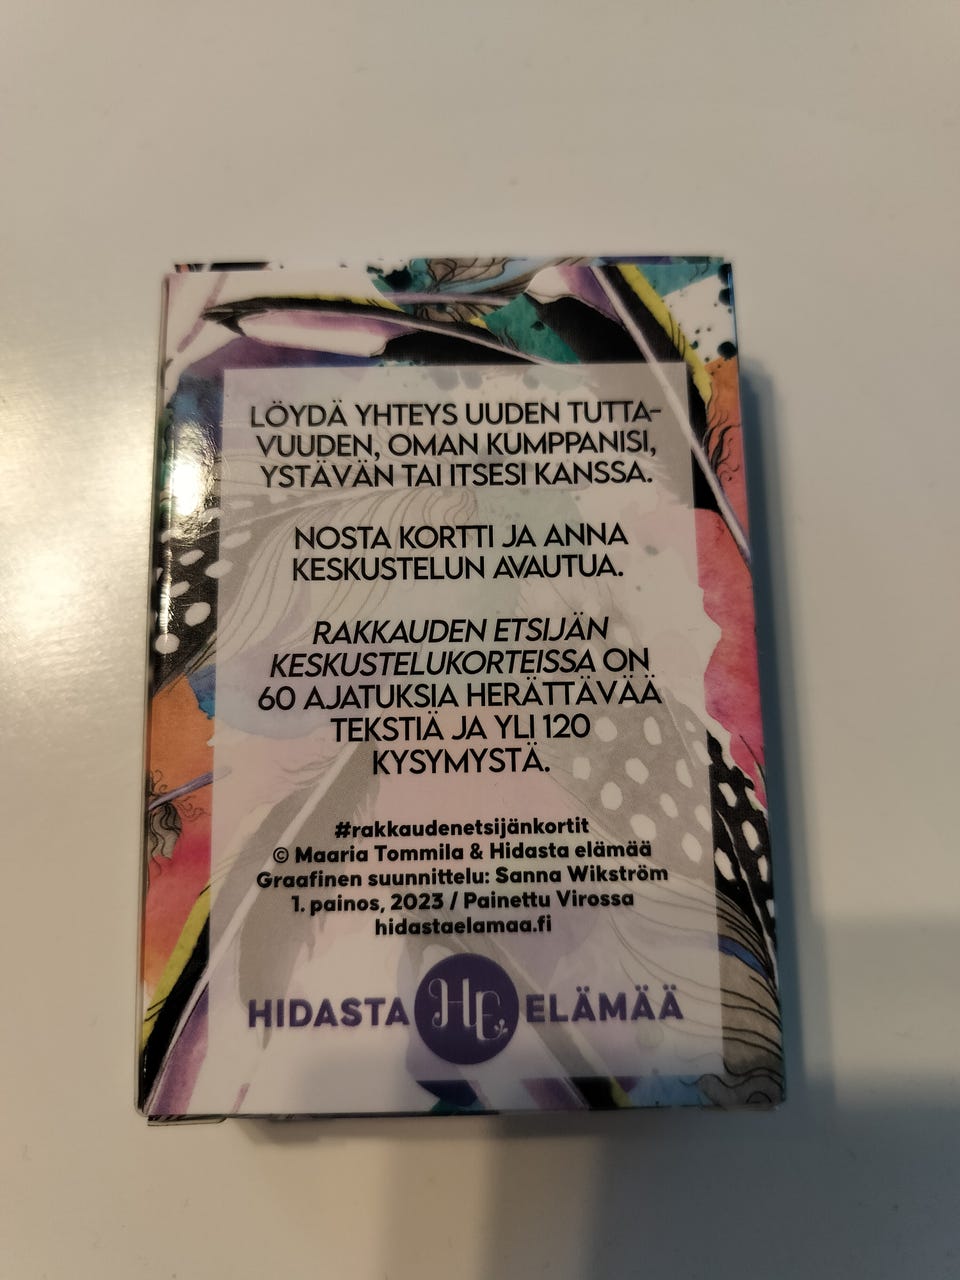 LÖYDÄ YHTEYS UUDEN TUTTA-
VUUDEN, OMAN KUMPPANISI,
YSTÄVÄN TAI ITSESI KANSSA.
NOSTA KORTTI JA ANNA
KESKUSTELUN AVAUTUA.
RAKKAUDEN ETSIJÄN
KESKUSTELUKORTEISSA ON
60 AJATUKSIA HERÄTTÄVÄÄ
TEKSTIÄ JA YLI 120
KYSYMYSTÄ.
#rakkaudenetsijänkortit
© Maaria Tommila & Hidasta elämää
Graafinen suunnittelu: Sanna Wikström
1. painos, 2023 / Painettu Virossa
hidastaelamaa.fi
HIDASTA HE ELÄMÄÄ